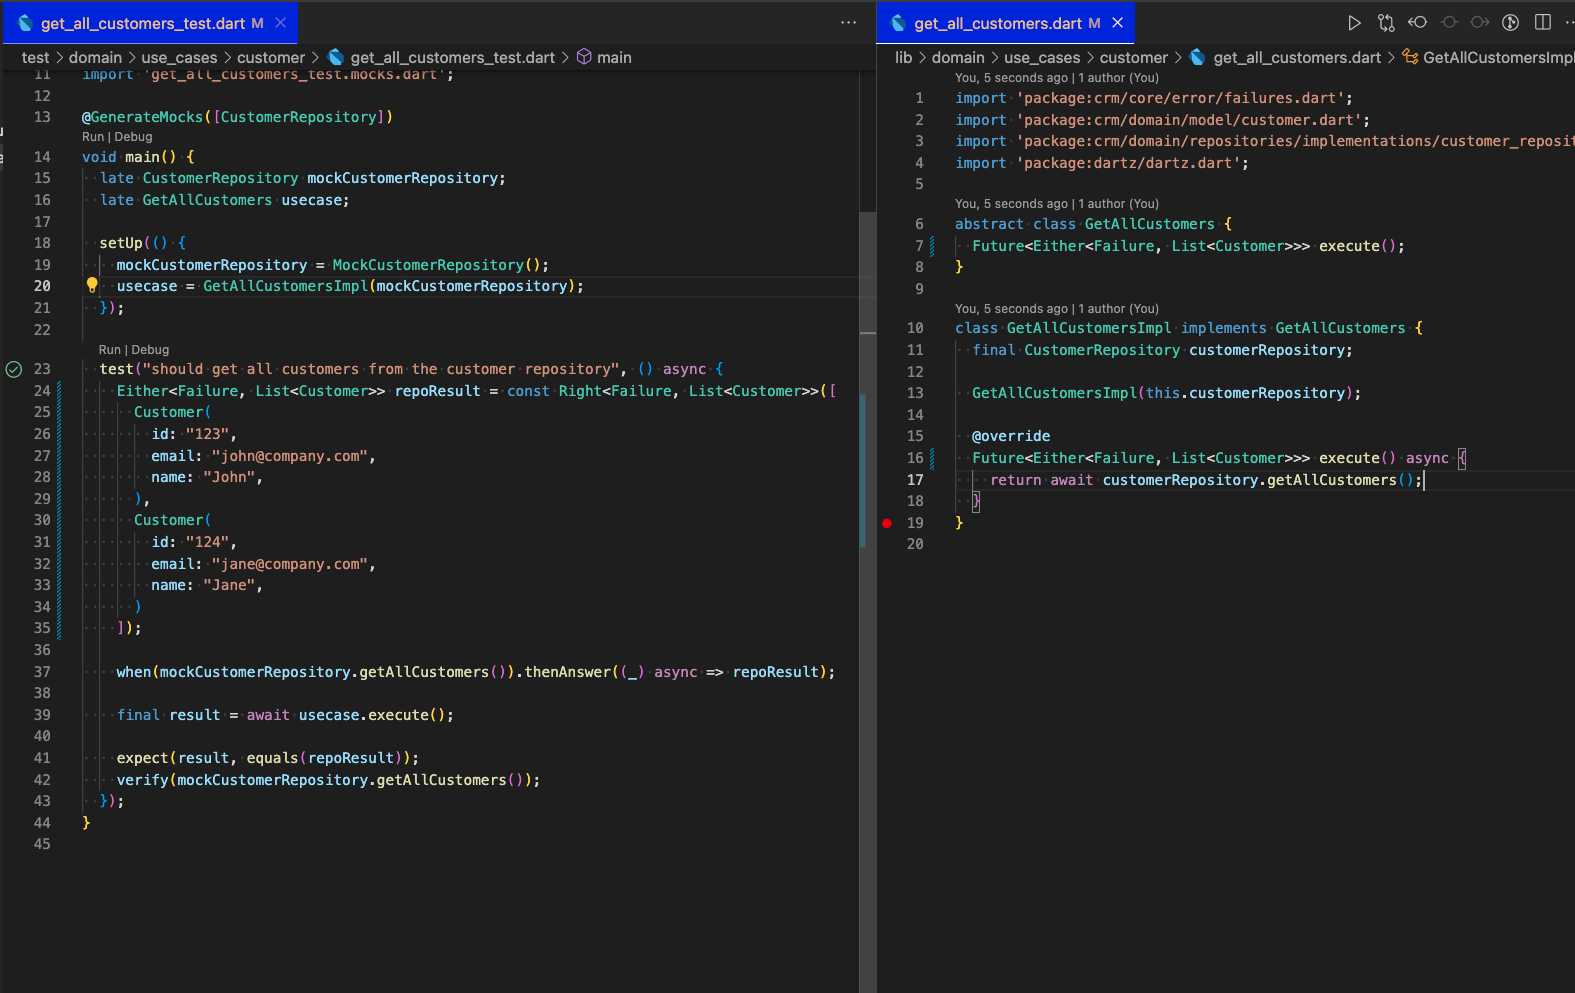 get_all_customers_test.dart M
test > domain > use_cases > customer > get_all_customers_test.dart > main
11 import 'get_all_customers_test.mocks.dart';
12
13 @GenerateMocks([CustomerRepository])
Run | Debug
14 void main() {
15 late CustomerRepository mockCustomerRepository;
16 late GetAllCustomers usecase;
17
18 setUp(() {
19 mockCustomerRepository = MockCustomerRepository();
20 usecase = GetAllCustomersImpl(mockCustomerRepository);
21 });
22
Run | Debug
23 test("should get all customers from the customer repository", () async {
24 Either<Failure, List<Customer>> repoResult = const Right<Failure, List<Customer>>([
25 Customer(
26 id: "123",
27 email: "john@company.com",
28 name: "John",
29 ),
30 Customer(
31 id: "124",
32 email: "jane@company.com",
33 name: "Jane",
34 )
35 ]);
36
37 when(mockCustomerRepository.getAllCustomers()).thenAnswer((_) async => repoResult);
38
39 final result = await usecase.execute();
40
41 expect(result, equals(repoResult));
42 verify(mockCustomerRepository.getAllCustomers());
43 });
44 }
45
get_all_customers.dart M
lib > domain > use_cases > customer > get_all_customers.dart > GetAllCustomersImpl
You, 5 seconds ago | 1 author (You)
1 import 'package:crm/core/error/failures.dart';
2 import 'package:crm/domain/model/customer.dart';
3 import 'package:crm/domain/repositories/implementations/customer_reposit
4 import 'package:dartz/dartz.dart';
5
You, 5 seconds ago | 1 author (You)
6 abstract class GetAllCustomers {
7 Future<Either<Failure, List<Customer>>> execute();
8 }
9
You, 5 seconds ago | 1 author (You)
10 class GetAllCustomersImpl implements GetAllCustomers {
11 final CustomerRepository customerRepository;
12
13 GetAllCustomersImpl(this.customerRepository);
14
15 @override
16 Future<Either<Failure, List<Customer>>> execute() async {
17 return await customerRepository.getAllCustomers();
18 }
19 }
20